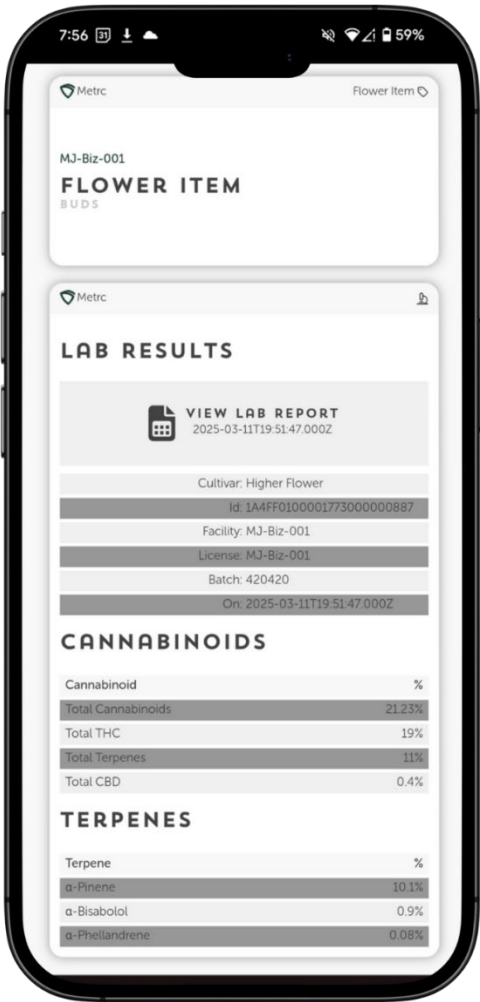 7:56 31 59%
Metrc Flower Item
MJ-Biz-001
FLOWER ITEM
BUDS
Metrc
LAB RESULTS
VIEW LAB REPORT
2025-03-11T19:51:47.000Z
Cultivar: Higher Flower
Id: 1A4FF0100001773000000887
Facility: MJ-Biz-001
License: MJ-Biz-001
Batch: 420420
On: 2025-03-11T19:51:47.000Z
CANNABINOIDS
Cannabinoid %
Total Cannabinoids 21.23%
Total THC 19%
Total Terpenes 11%
Total CBD 0.4%
TERPENES
Terpene %
α-Pinene 10.1%
α-Bisabolol 0.9%
α-Phellandrene 0.08%